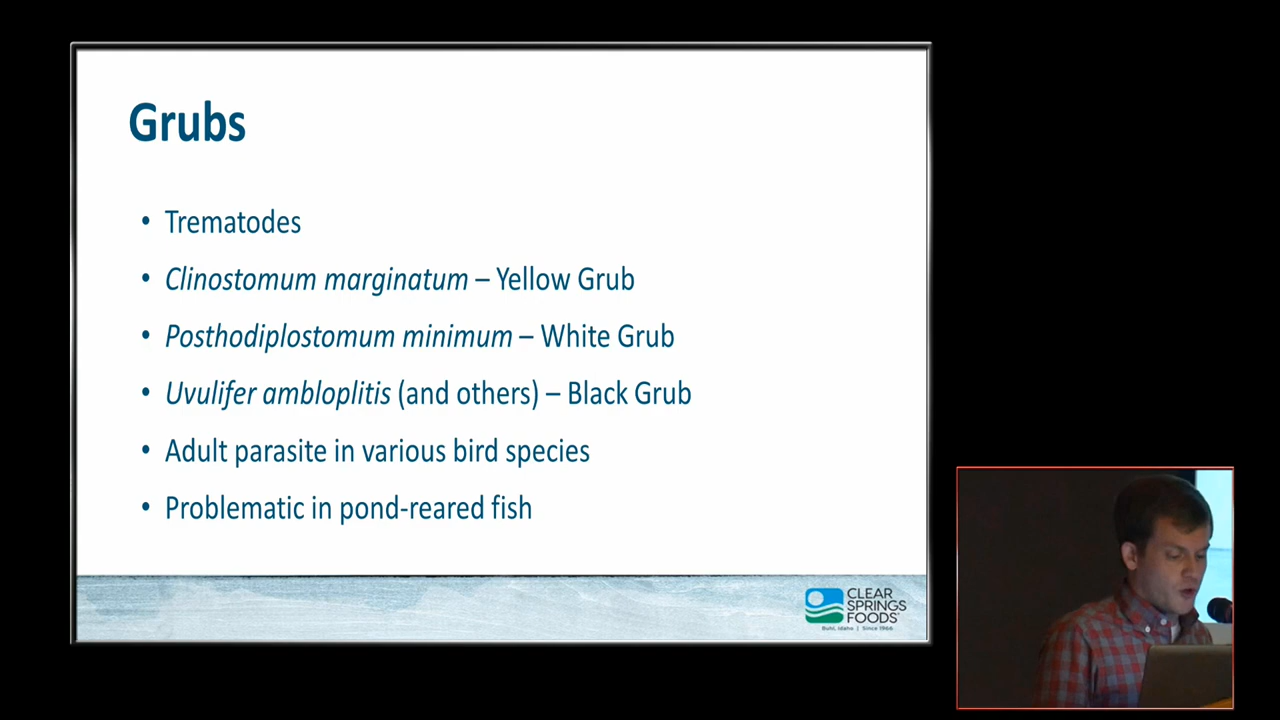 Grubs
• Trematodes
• Clinostomum marginatum – Yellow Grub
• Posthodiplostomum minimum – White Grub
• Uvulifer ambloplitis (and others) – Black Grub
• Adult parasite in various bird species
• Problematic in pond-reared fish
CLEAR
SPRINGS
FOODS®
Buhl, Idaho | Since 1966